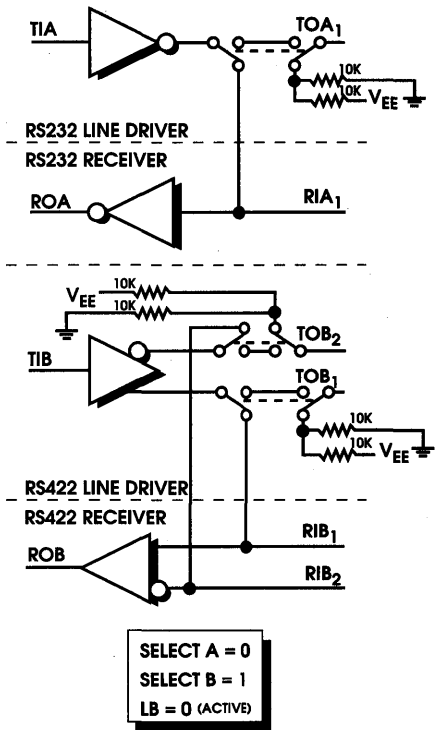 TIA
TOA1
10K
10K
VEE
RS232 LINE DRIVER
RS232 RECEIVER
ROA
RIA1
10K
VEE
10K
TOB2
TIB
TOB1
10K
10K
VEE
RS422 LINE DRIVER
RS422 RECEIVER
RIB1
ROB
RIB2
SELECT A = 0
SELECT B = 1
LB = 0 (ACTIVE)